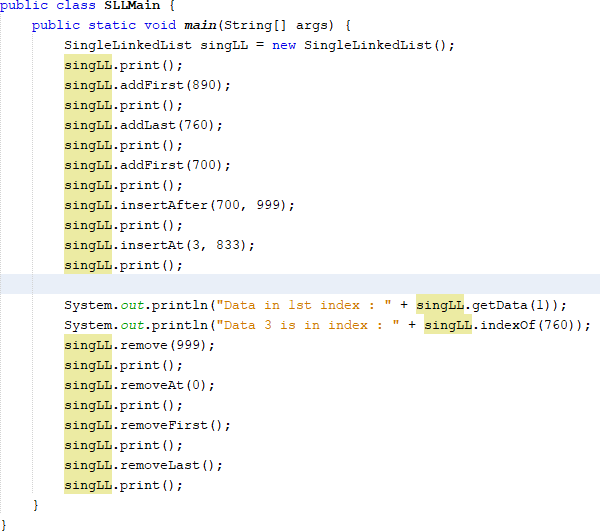 public class SLLMain {
public static void main(String[] args) {
SingleLinkedList singLL = new SingleLinkedList();
singLL.print();
singLL.addFirst(890);
singLL.print();
singLL.addLast(760);
singLL.print();
singLL.addFirst(700);
singLL.print();
singLL.insertAfter(700, 999);
singLL.print();
singLL.insertAt(3, 833);
singLL.print();
System.out.println("Data in 1st index : " + singLL.getData(1));
System.out.println("Data 3 is in index : " + singLL.indexOf(760));
singLL.remove(999);
singLL.print();
singLL.removeAt(0);
singLL.print();
singLL.removeFirst();
singLL.print();
singLL.removeLast();
singLL.print();
}
}